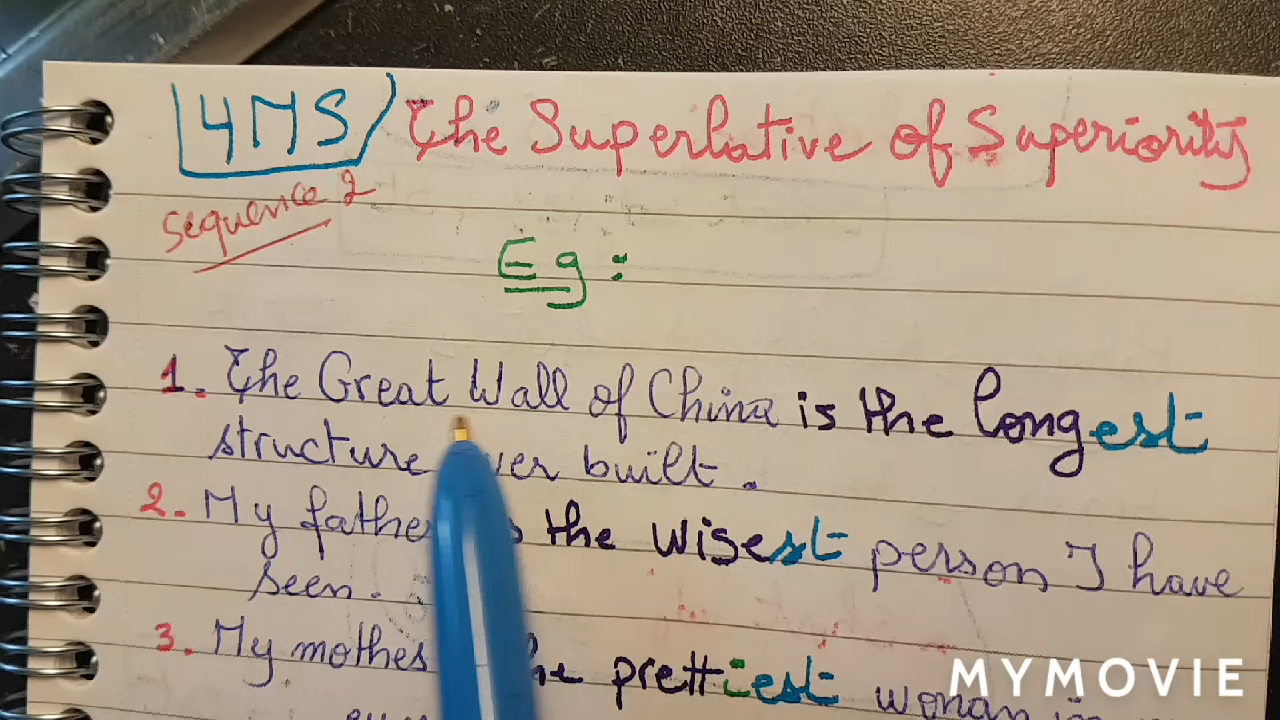 4MS The Superlative of Superiority
Sequence 2
Eg:
1. The Great Wall of China is the longest
structure ever built.
2. My father the wisest person I have
seen.
3. My mother the prettiest woman
MYMOVIE